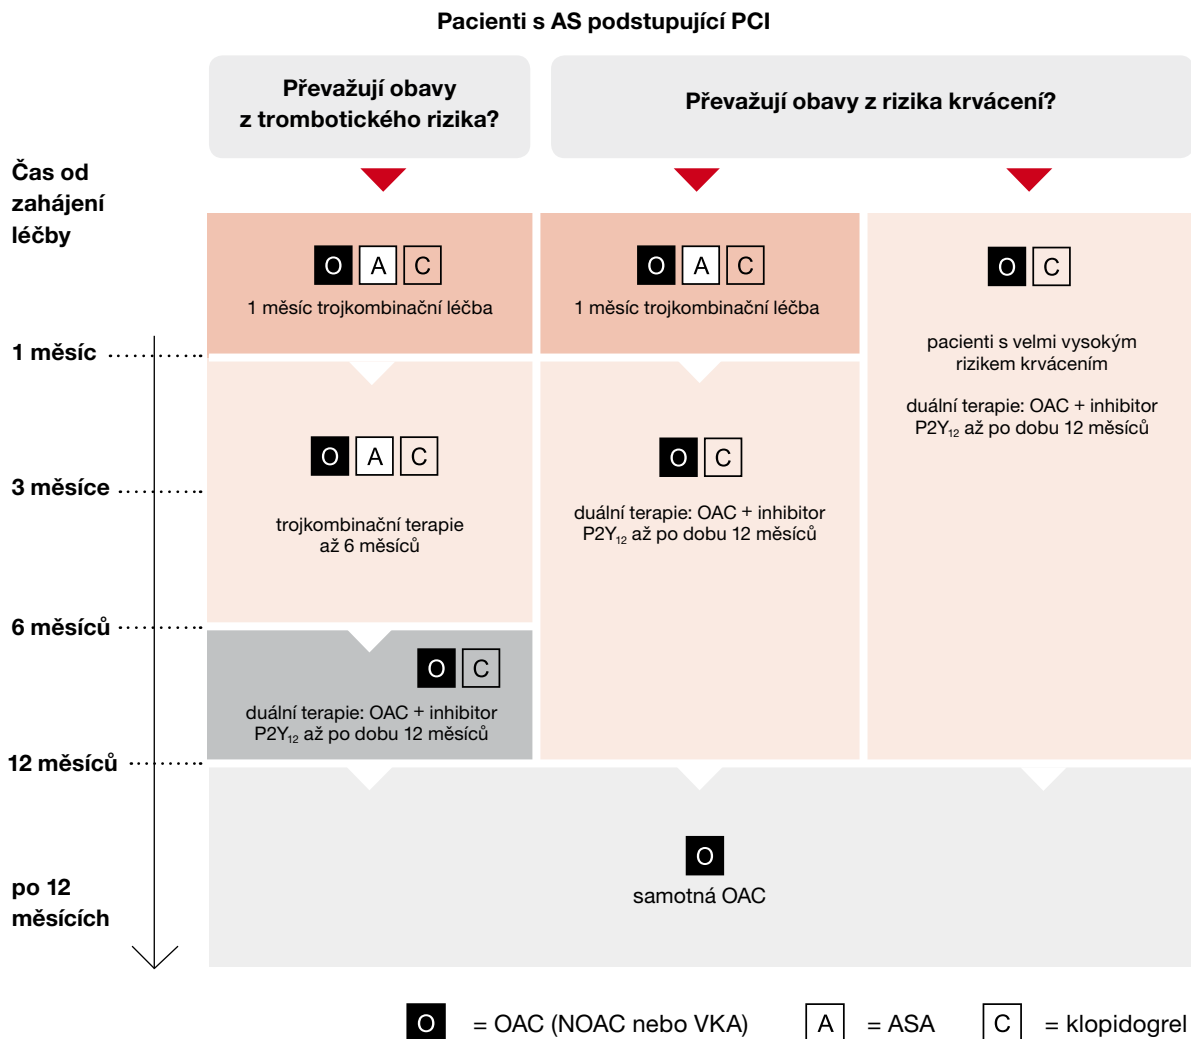 Pacienti s AS podstupující PCI
Převažují obavy
z trombotického rizika?
Převažují obavy z rizika krvácení?
Čas od
zahájení
léčby
O A C
1 měsíc trojkombinační léčba
O A C
1 měsíc trojkombinační léčba
O C
pacienti s velmi vysokým
rizikem krvácením
duální terapie: OAC + inhibitor
P2Y₁₂ až po dobu 12 měsíců
1 měsíc
O A C
trojkombinační terapie
až 6 měsíců
O C
duální terapie: OAC + inhibitor
P2Y₁₂ až po dobu 12 měsíců
3 měsíce
6 měsíců
O C
duální terapie: OAC + inhibitor
P2Y₁₂ až po dobu 12 měsíců
12 měsíců
O
samotná OAC
po 12
měsících
O = OAC (NOAC nebo VKA) A = ASA C = klopidogrel